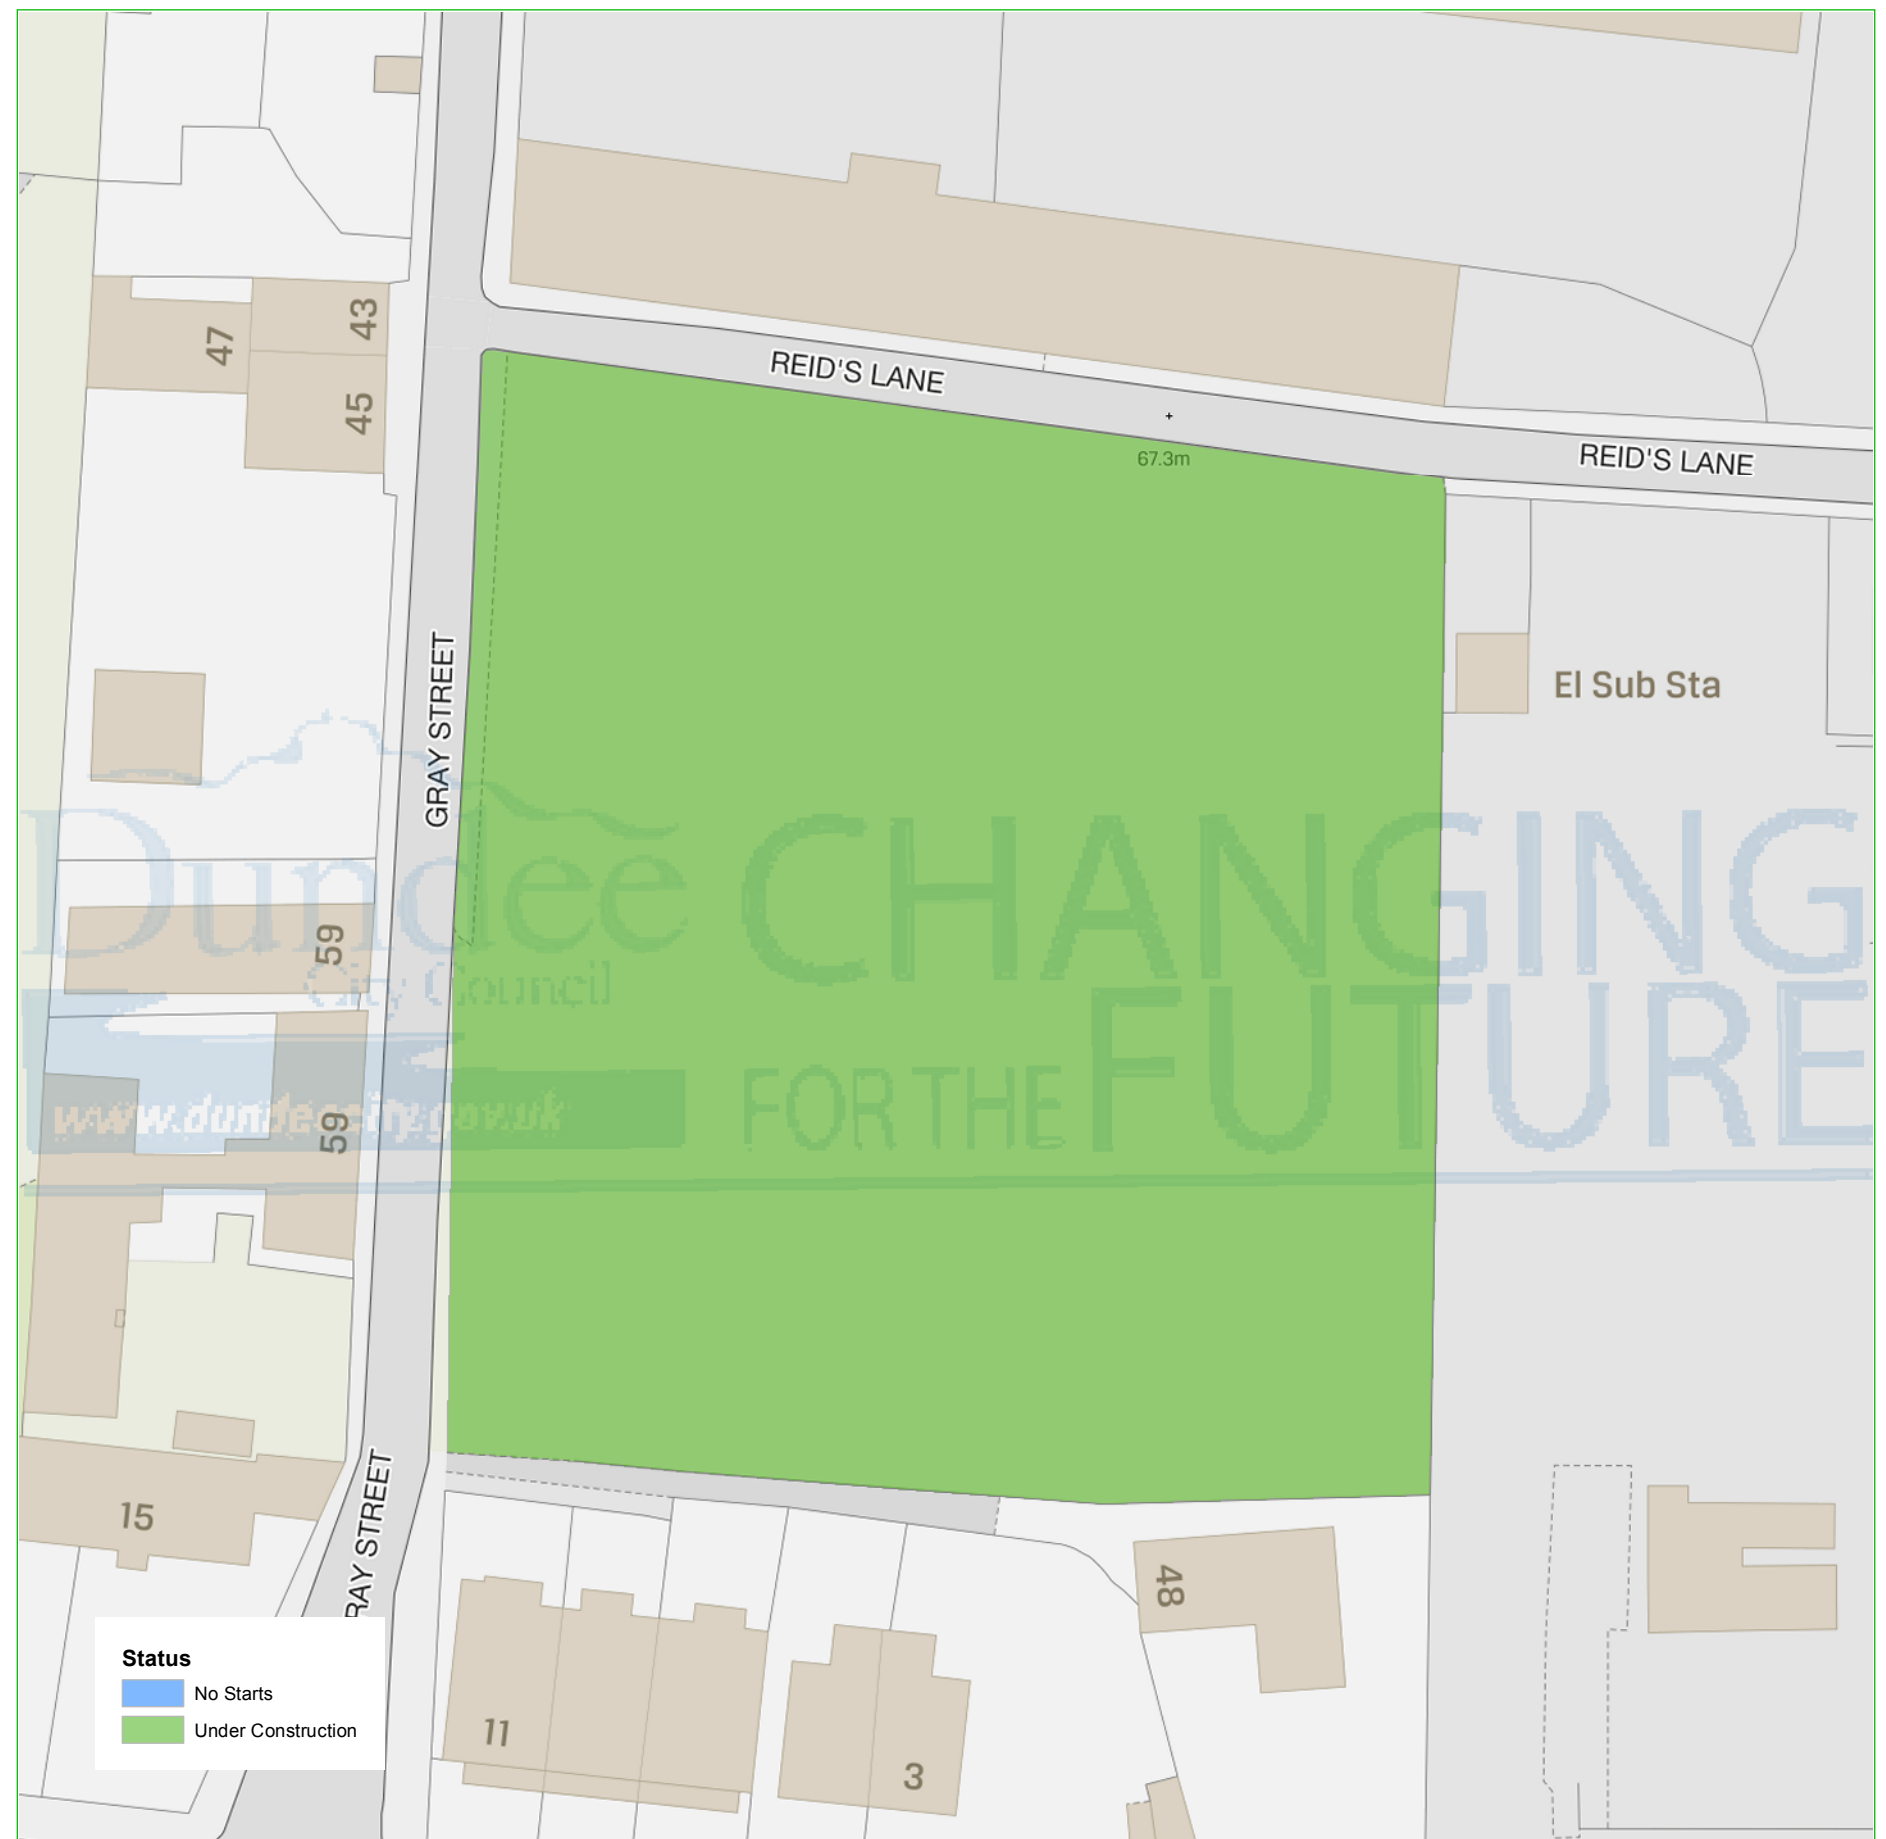 43
47
45
REID'S LANE
REID'S LANE
67.3m
GRAY STREET
El Sub Sta
Dundee
City Council
CHANGING
FOR THE FUTURE
59
www.dundeecity.gov.uk
59
15
RAY STREET
48
11
3
Status
No Starts
Under Construction